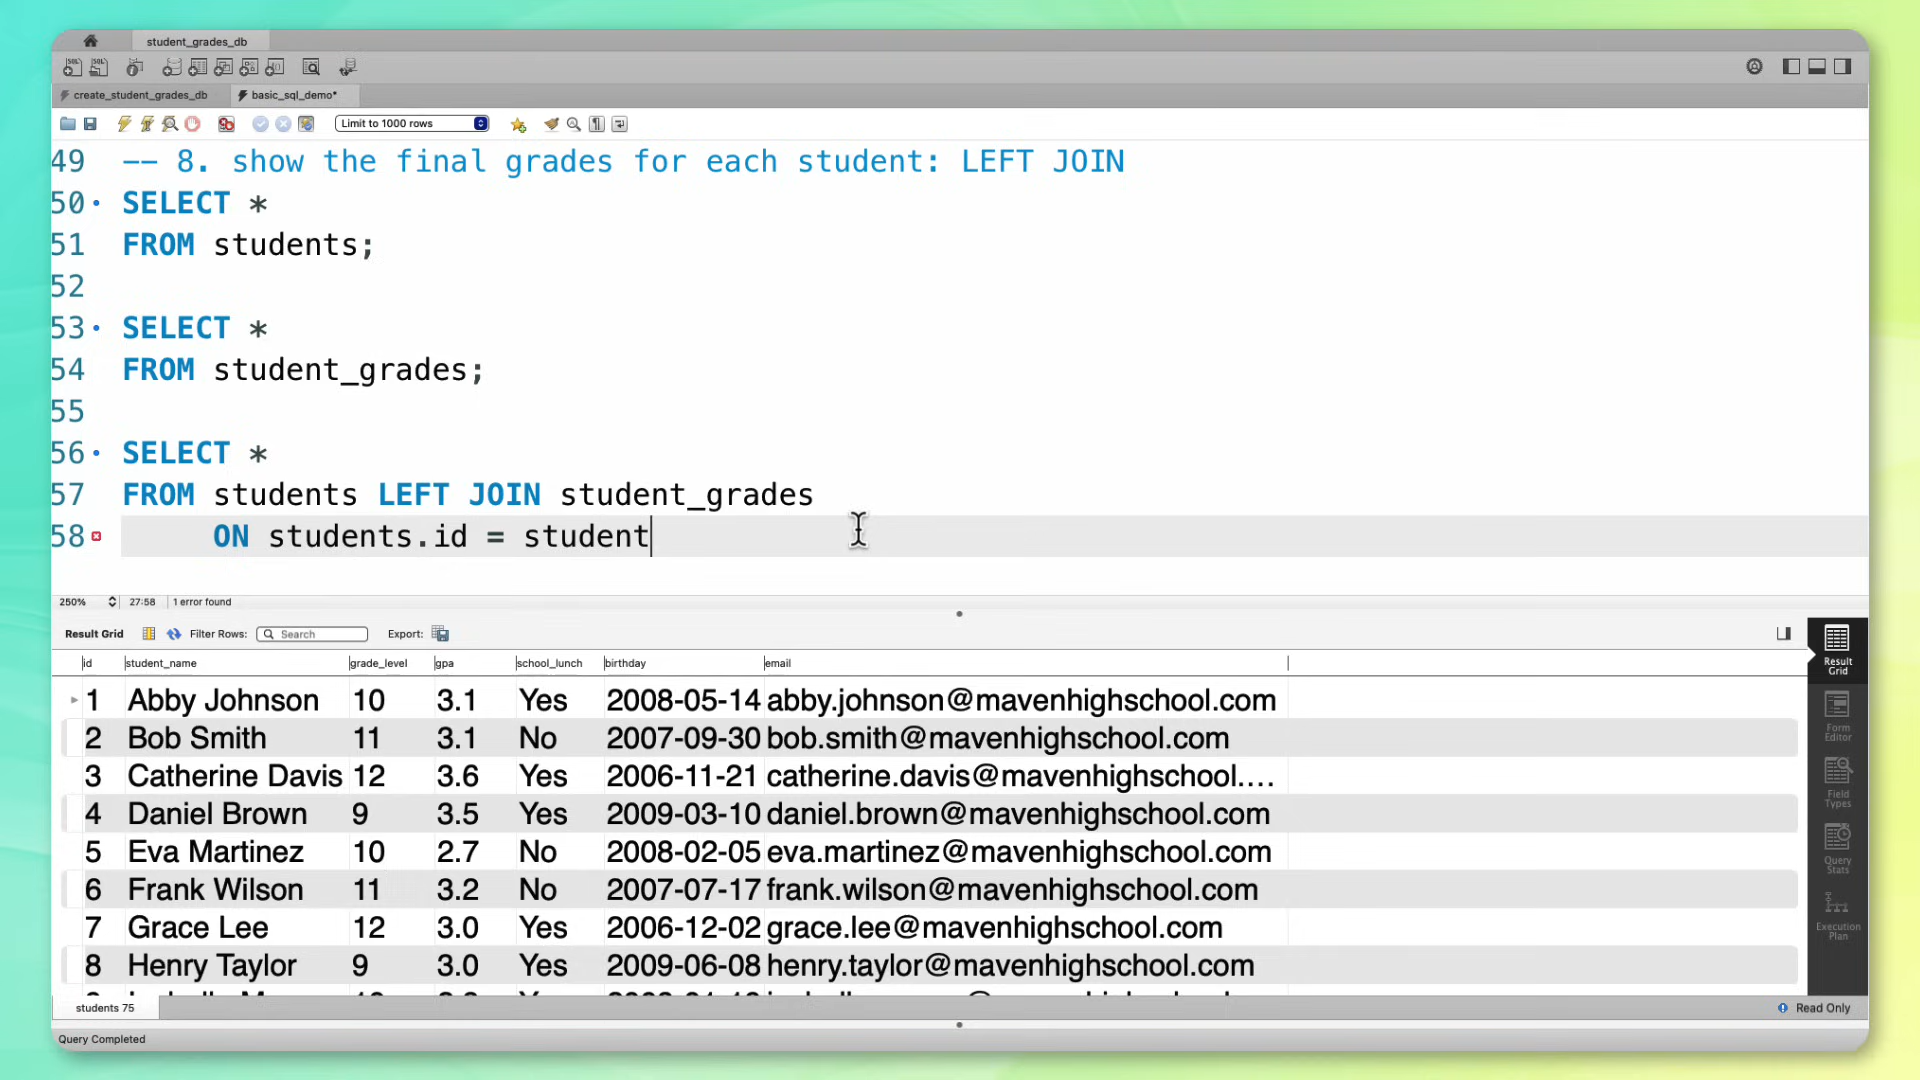 student_grades_db
create_student_grades_db
basic_sql_demo*
Limit to 1000 rows
49 -- 8. show the final grades for each student: LEFT JOIN
50 SELECT *
51 FROM students;
52
53 SELECT *
54 FROM student_grades;
55
56 SELECT *
57 FROM students LEFT JOIN student_grades
58 ON students.id = student
250% 27:58 1 error found
Result Grid Filter Rows: Search Export:
id student_name grade_level gpa school_lunch birthday email
1 Abby Johnson 10 3.1 Yes 2008-05-14 abby.johnson@mavenhighschool.com
2 Bob Smith 11 3.1 No 2007-09-30 bob.smith@mavenhighschool.com
3 Catherine Davis 12 3.6 Yes 2006-11-21 catherine.davis@mavenhighschool....
4 Daniel Brown 9 3.5 Yes 2009-03-10 daniel.brown@mavenhighschool.com
5 Eva Martinez 10 2.7 No 2008-02-05 eva.martinez@mavenhighschool.com
6 Frank Wilson 11 3.2 No 2007-07-17 frank.wilson@mavenhighschool.com
7 Grace Lee 12 3.0 Yes 2006-12-02 grace.lee@mavenhighschool.com
8 Henry Taylor 9 3.0 Yes 2009-06-08 henry.taylor@mavenhighschool.com
Result
Grid
Form
Editor
Field
Types
Query
Stats
Execution
Plan
students 75
Read Only
Query Completed